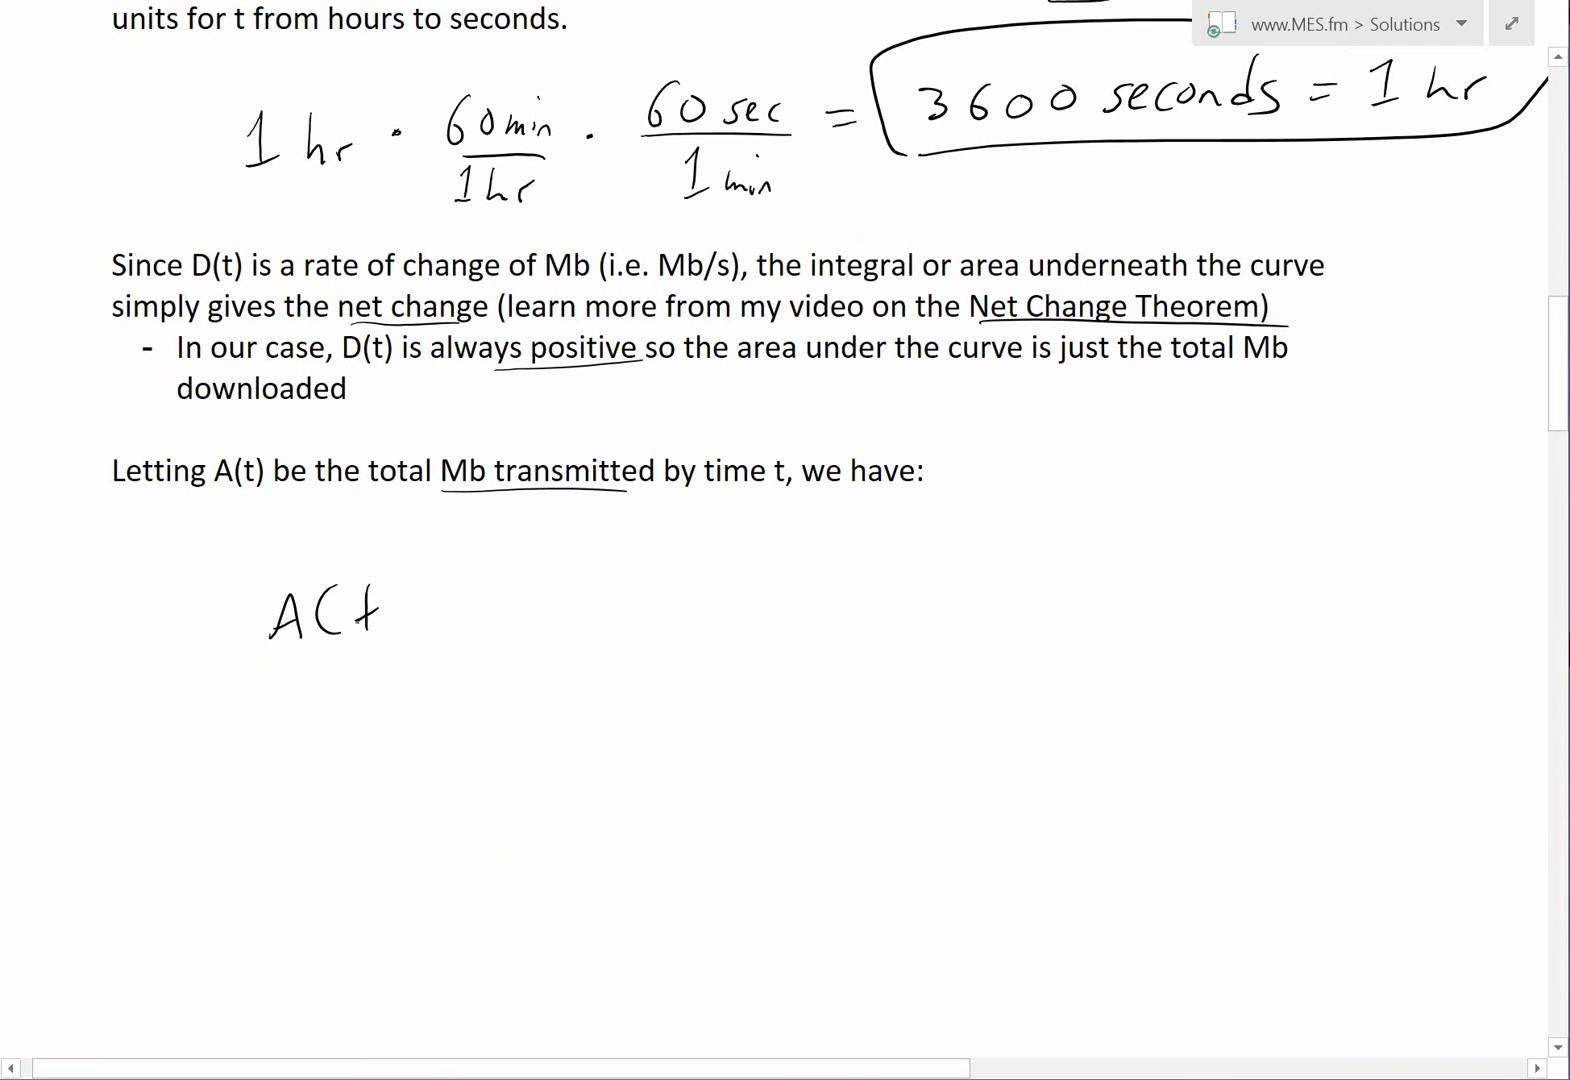 units for t from hours to seconds.
www.MES.fm > Solutions
1 hr · 60 min / 1 hr · 60 sec / 1 min = 3600 seconds = 1 hr
Since D(t) is a rate of change of Mb (i.e. Mb/s), the integral or area underneath the curve
simply gives the net change (learn more from my video on the Net Change Theorem)
- In our case, D(t) is always positive so the area under the curve is just the total Mb
downloaded
Letting A(t) be the total Mb transmitted by time t, we have:
A(t